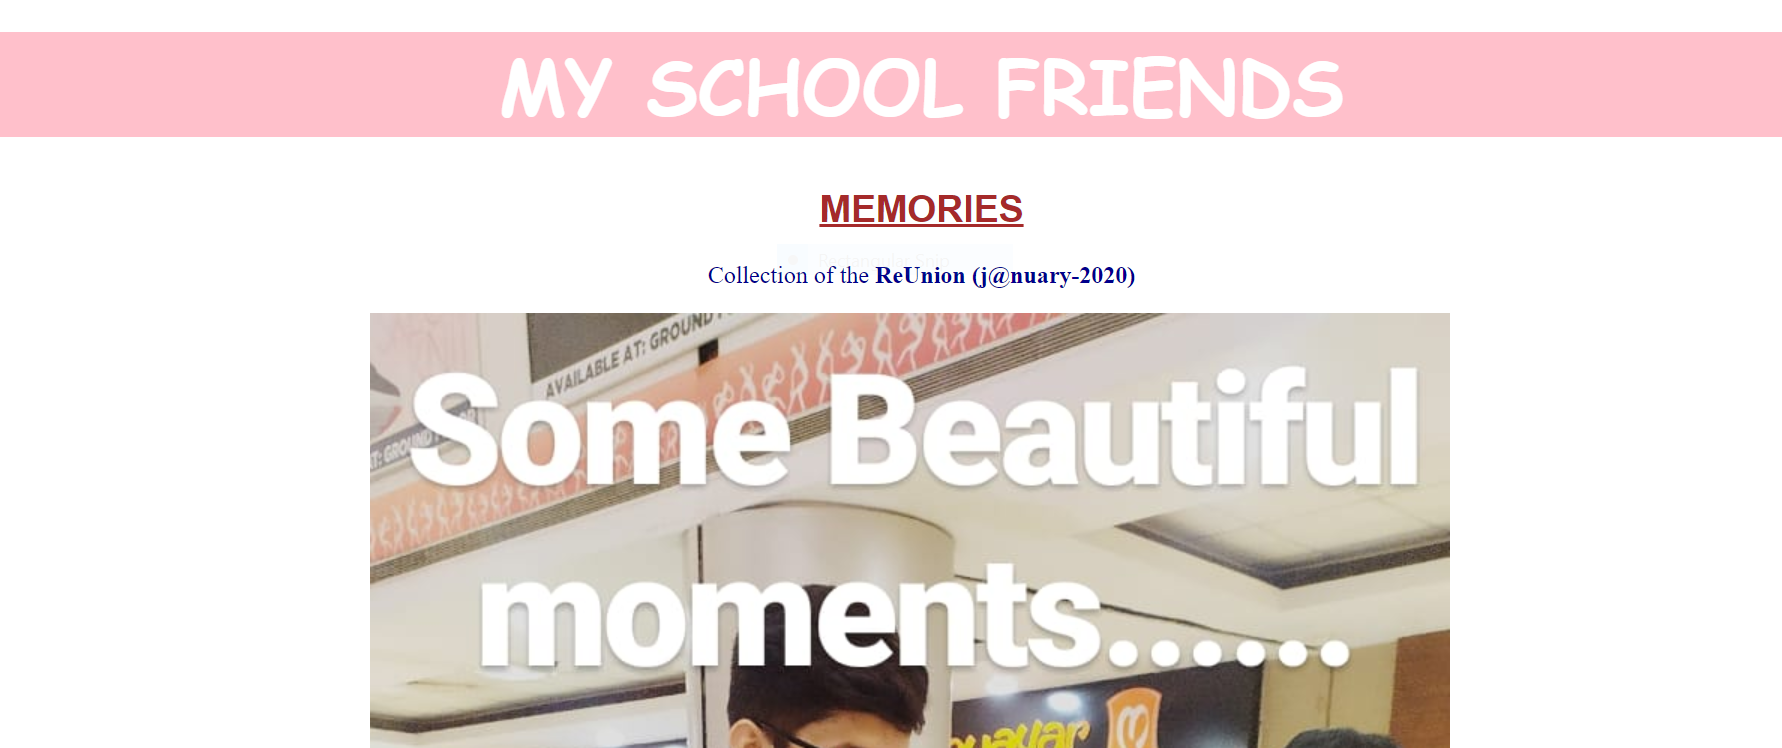 MY SCHOOL FRIENDS
MEMORIES
Rectangular Snip
Collection of the ReUnion (j@nuary-2020)
AVAILABLE AT: GROUND
Some Beautiful
T: GROUND
moments......